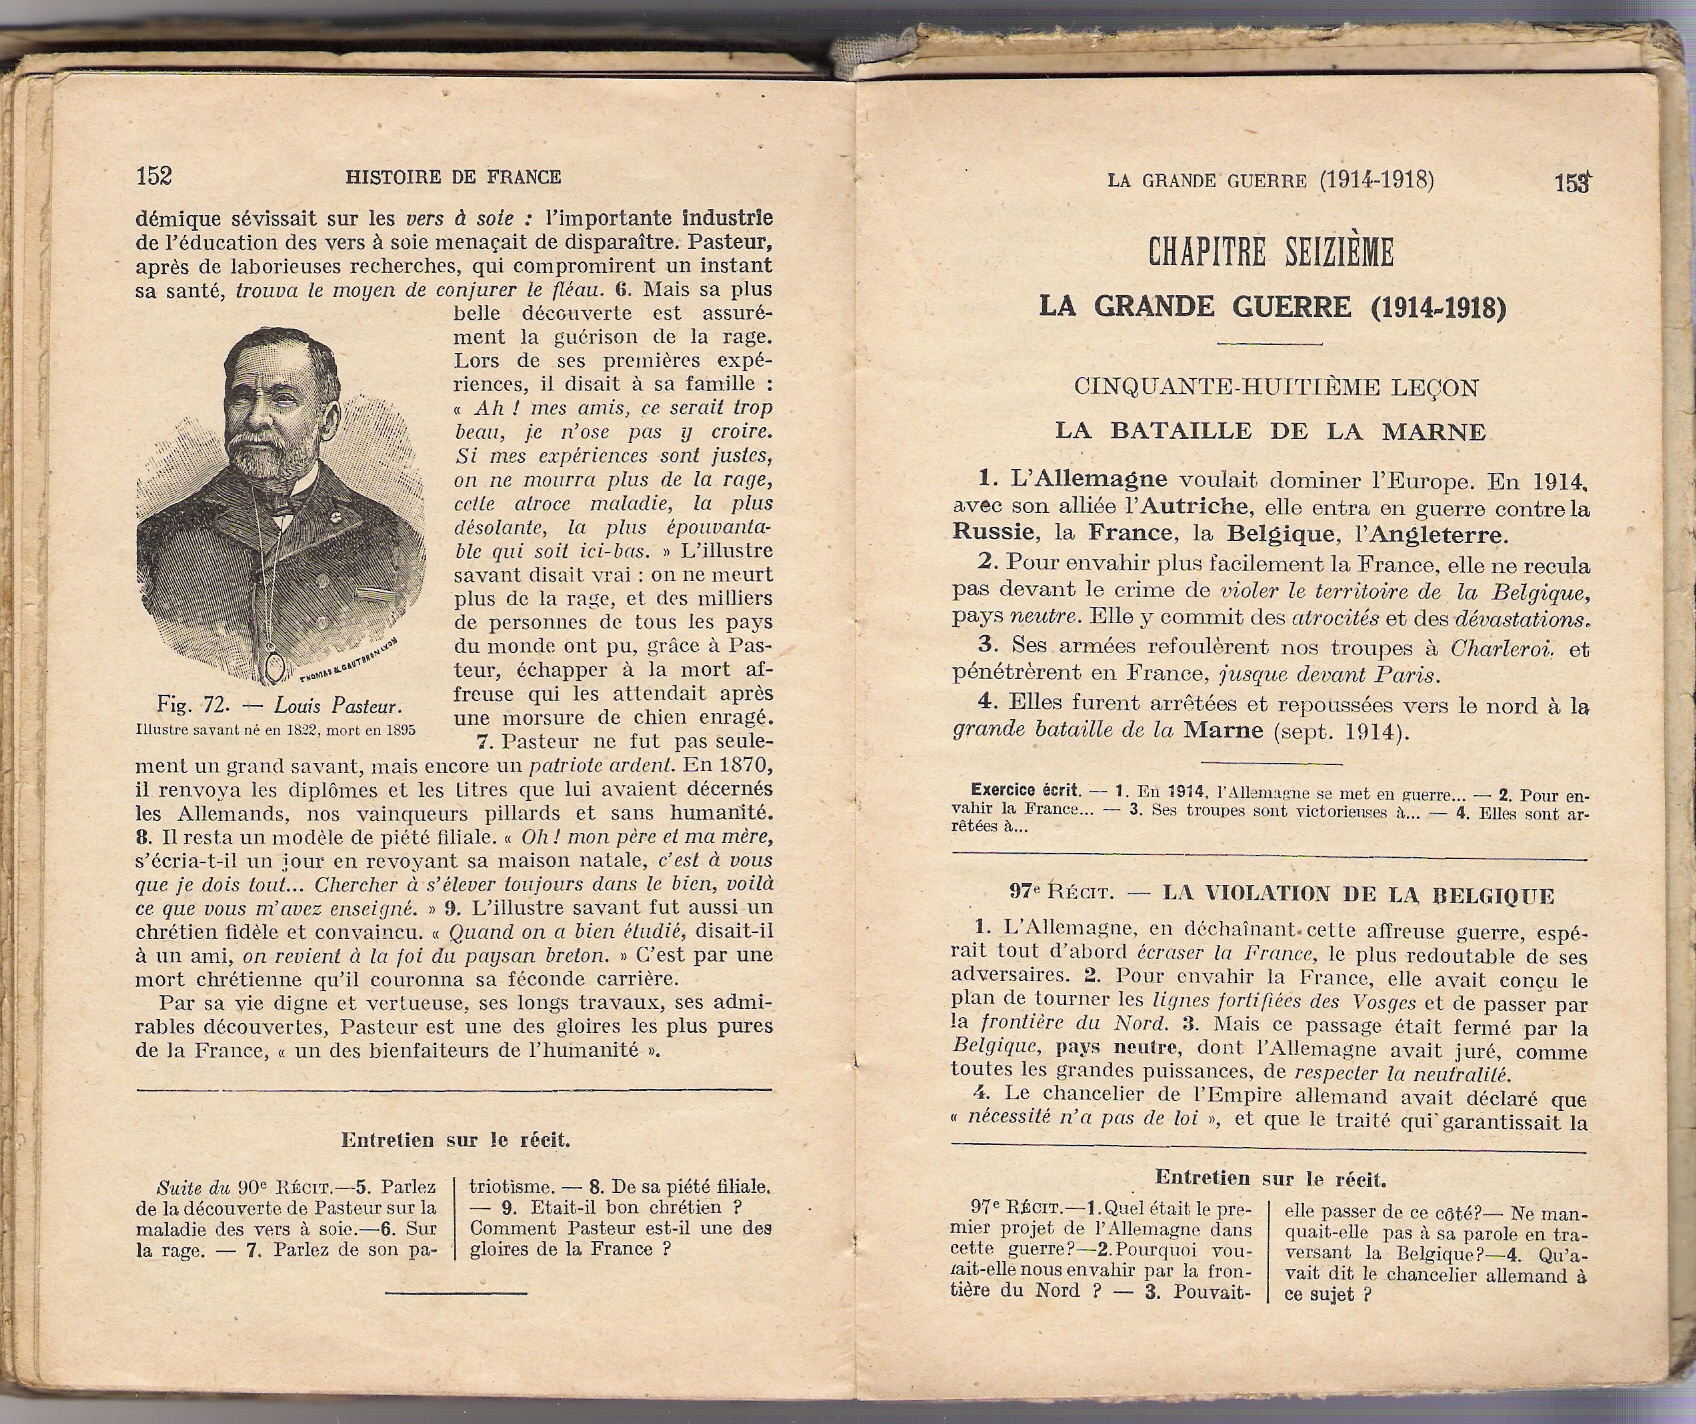 152
HISTOIRE DE FRANCE
démique sévissait sur les vers à soie : l'importante industrie
de l'éducation des vers à soie menaçait de disparaître. Pasteur,
après de laborieuses recherches, qui compromirent un instant
sa santé, trouva le moyen de conjurer le fléau. 6. Mais sa plus
belle découverte est assuré-
ment la guérison de la rage.
Lors de ses premières expé-
riences, il disait à sa famille :
« Ah ! mes amis, ce serait trop
beau, je n'ose pas y croire.
Si mes expériences sont justes,
on ne mourra plus de la rage,
cette atroce maladie, la plus
désolante, la plus épouvanta-
ble qui soit ici-bas. » L'illustre
savant disait vrai : on ne meurt
plus de la rage, et des milliers
de personnes de tous les pays
du monde ont pu, grâce à Pas-
teur, échapper à la mort af-
freuse qui les attendait après
une morsure de chien enragé.
THOMAS & GAUTHERON LYON
Fig. 72. — Louis Pasteur.
Illustre savant né en 1822, mort en 1895
7. Pasteur ne fut pas seule-
ment un grand savant, mais encore un patriote ardent. En 1870,
il renvoya les diplômes et les titres que lui avaient décernés
les Allemands, nos vainqueurs pillards et sans humanité.
8. Il resta un modèle de piété filiale. « Oh ! mon père et ma mère,
s'écria-t-il un jour en revoyant sa maison natale, c'est à vous
que je dois tout... Chercher à s'élever toujours dans le bien, voilà
ce que vous m'avez enseigné. » 9. L'illustre savant fut aussi un
chrétien fidèle et convaincu. « Quand on a bien étudié, disait-il
à un ami, on revient à la foi du paysan breton. » C'est par une
mort chrétienne qu'il couronna sa féconde carrière.
Par sa vie digne et vertueuse, ses longs travaux, ses admi-
rables découvertes, Pasteur est une des gloires les plus pures
de la France, « un des bienfaiteurs de l'humanité ».
Entretien sur le récit.
Suite du 90e RÉCIT.—5. Parlez
de la découverte de Pasteur sur la
maladie des vers à soie.—6. Sur
la rage. — 7. Parlez de son pa-
triotisme. — 8. De sa piété filiale.
— 9. Etait-il bon chrétien ?
Comment Pasteur est-il une des
gloires de la France ?
LA GRANDE GUERRE (1914-1918)
153
CHAPITRE SEIZIÈME
LA GRANDE GUERRE (1914-1918)
CINQUANTE-HUITIÈME LEÇON
LA BATAILLE DE LA MARNE
1. L'Allemagne voulait dominer l'Europe. En 1914,
avec son alliée l'Autriche, elle entra en guerre contre la
Russie, la France, la Belgique, l'Angleterre.
2. Pour envahir plus facilement la France, elle ne recula
pas devant le crime de violer le territoire de la Belgique,
pays neutre. Elle y commit des atrocités et des dévastations.
3. Ses armées refoulèrent nos troupes à Charleroi, et
pénétrèrent en France, jusque devant Paris.
4. Elles furent arrêtées et repoussées vers le nord à la
grande bataille de la Marne (sept. 1914).
Exercice écrit. — 1. En 1914, l'Allemagne se met en guerre... — 2. Pour en-
vahir la France... — 3. Ses troupes sont victorieuses à... — 4. Elles sont ar-
rêtées à...
97e RÉCIT. — LA VIOLATION DE LA BELGIQUE
1. L'Allemagne, en déchaînant cette affreuse guerre, espé-
rait tout d'abord écraser la France, le plus redoutable de ses
adversaires. 2. Pour envahir la France, elle avait conçu le
plan de tourner les lignes fortifiées des Vosges et de passer par
la frontière du Nord. 3. Mais ce passage était fermé par la
Belgique, pays neutre, dont l'Allemagne avait juré, comme
toutes les grandes puissances, de respecter la neutralité.
4. Le chancelier de l'Empire allemand avait déclaré que
« nécessité n'a pas de loi », et que le traité qui garantissait la
Entretien sur le récit.
97e RÉCIT.—1. Quel était le pre-
mier projet de l'Allemagne dans
cette guerre?—2. Pourquoi vou-
lait-elle nous envahir par la fron-
tière du Nord ? — 3. Pouvait-
elle passer de ce côté?— Ne man-
quait-elle pas à sa parole en tra-
versant la Belgique?—4. Qu'a-
vait dit le chancelier allemand à
ce sujet ?